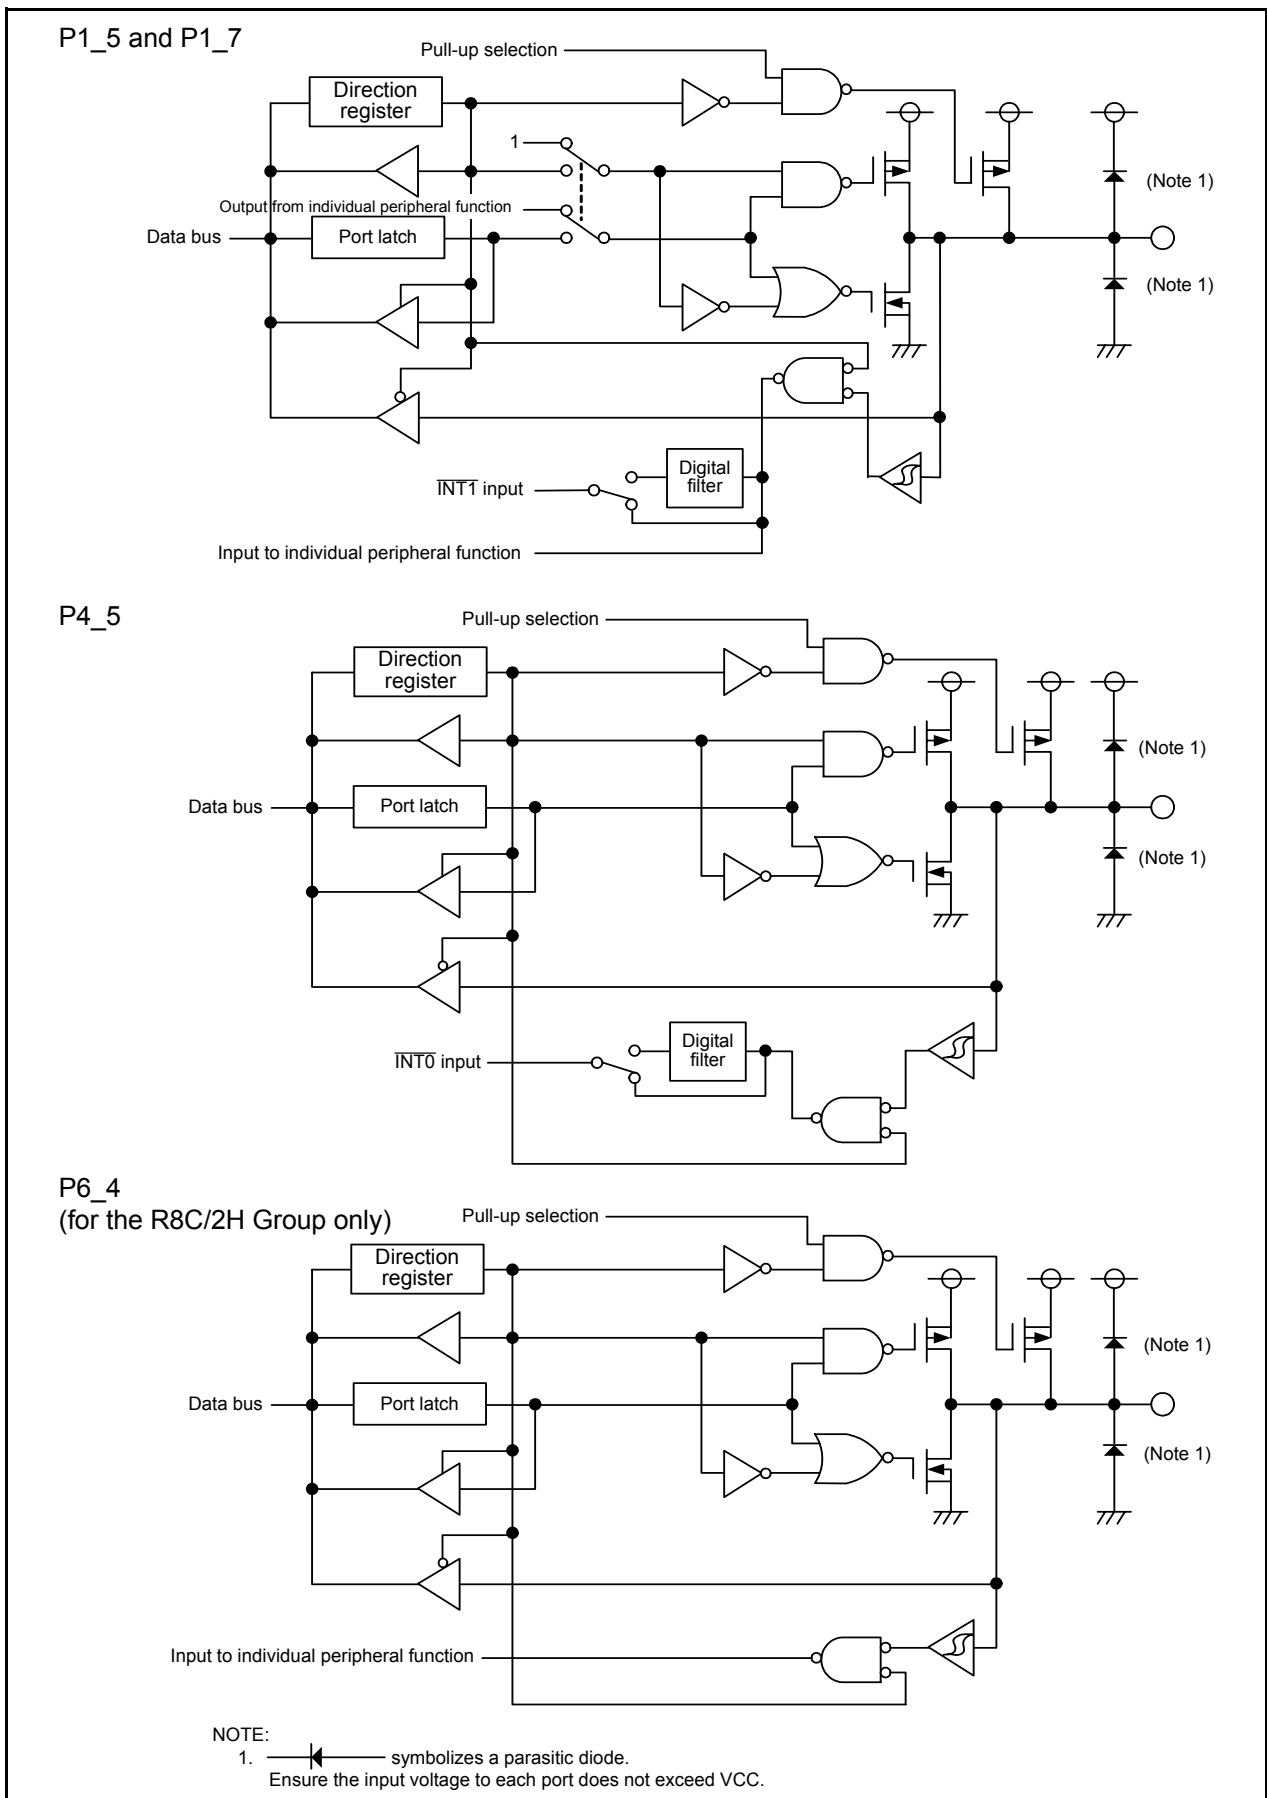 P1_5 and P1_7
Pull-up selection
Direction
register
1
(Note 1)
Output from individual peripheral function
Data bus
Port latch
(Note 1)
Digital
filter
INT1 input
Input to individual peripheral function
P4_5
Pull-up selection
Direction
register
(Note 1)
Data bus
Port latch
(Note 1)
Digital
filter
INT0 input
P6_4
(for the R8C/2H Group only)
Pull-up selection
Direction
register
(Note 1)
Data bus
Port latch
(Note 1)
Input to individual peripheral function
NOTE:
1. symbolizes a parasitic diode.
Ensure the input voltage to each port does not exceed VCC.